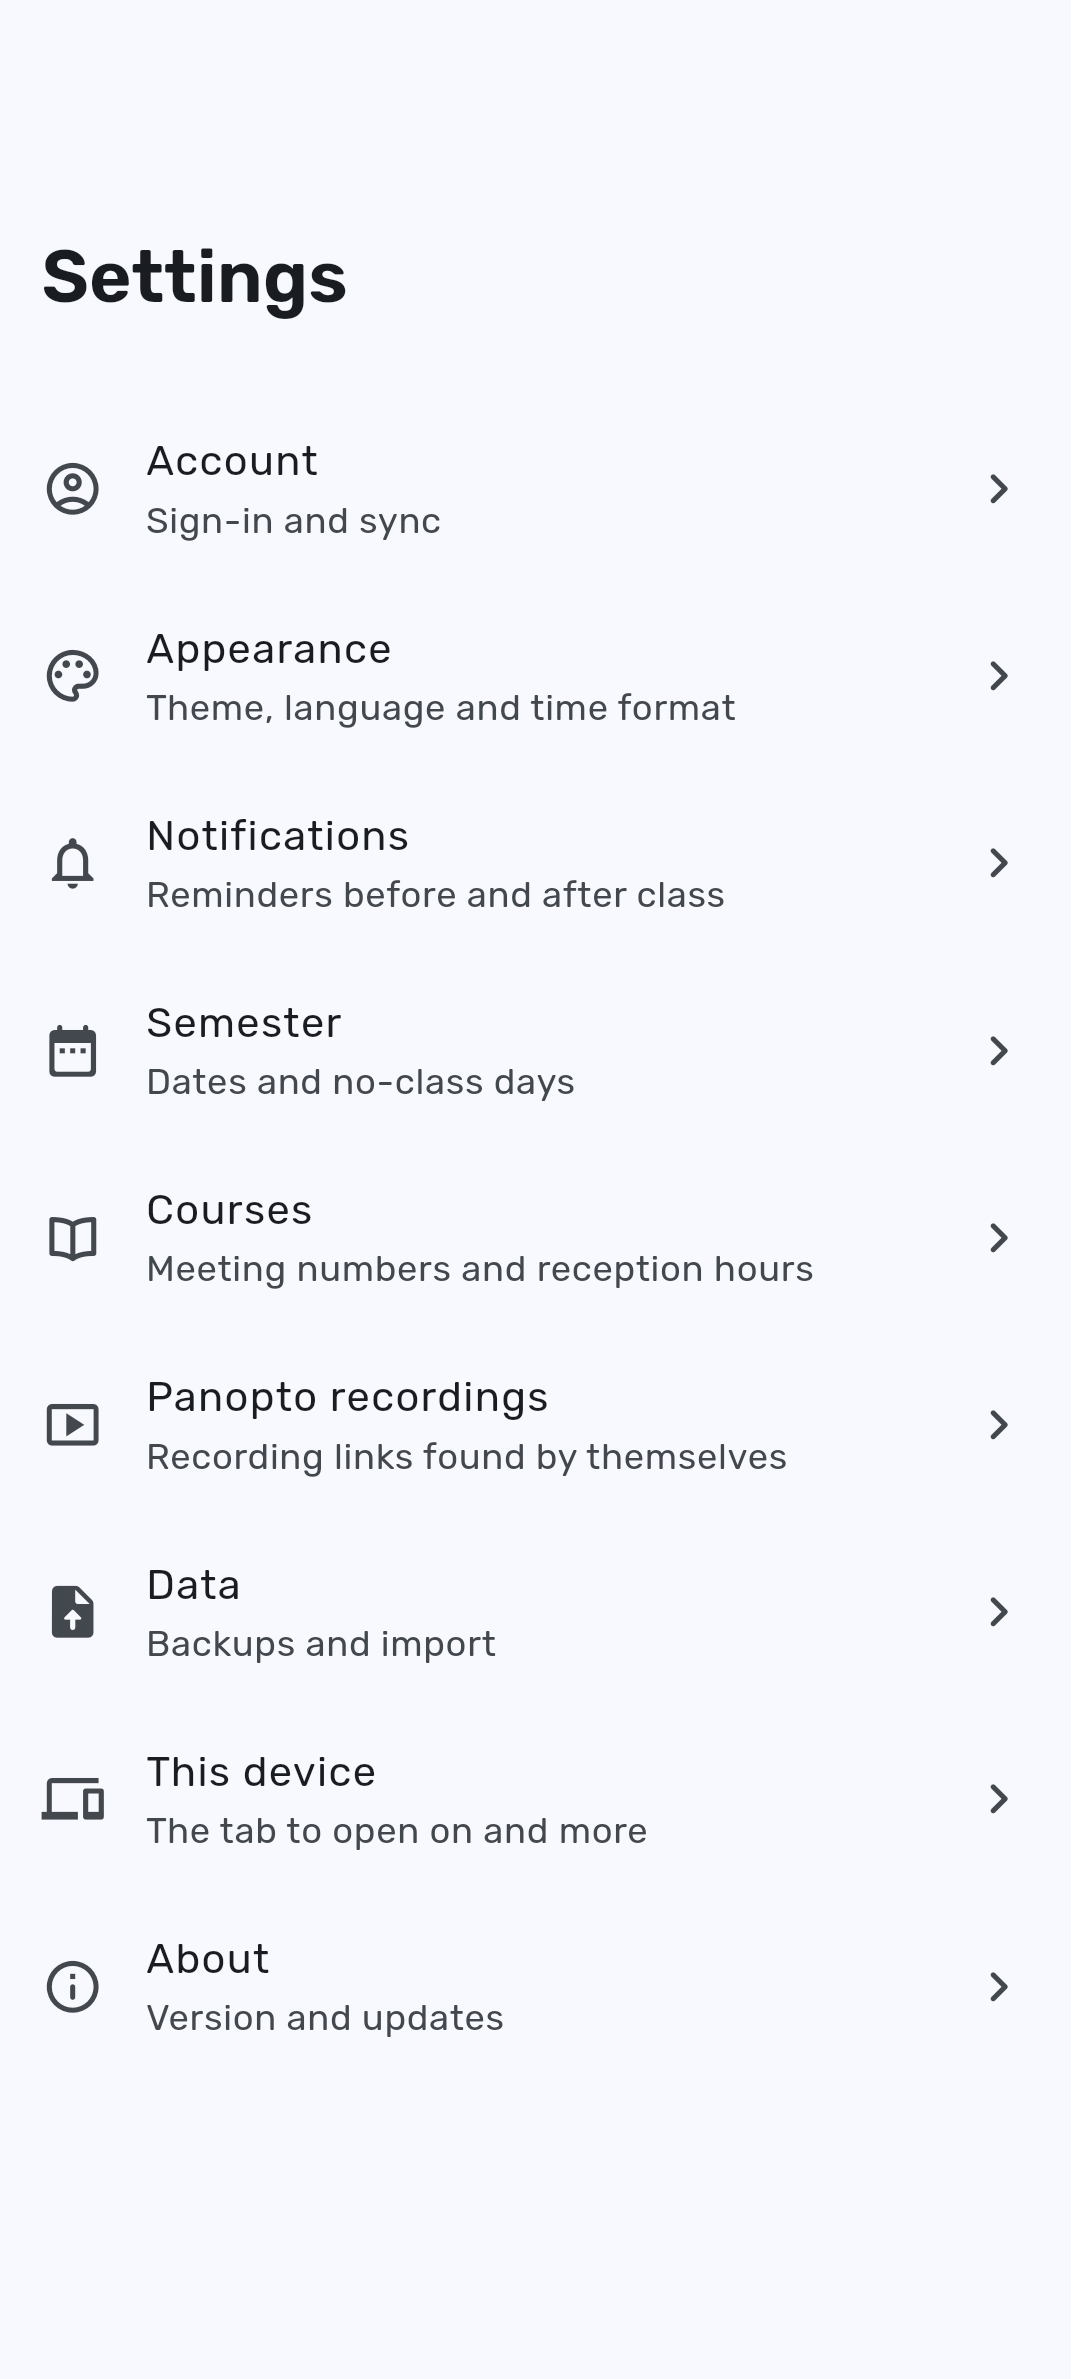 Settings
Account
Sign-in and sync
Appearance
Theme, language and time format
Notifications
Reminders before and after class
Semester
Dates and no-class days
Courses
Meeting numbers and reception hours
Panopto recordings
Recording links found by themselves
Data
Backups and import
This device
The tab to open on and more
About
Version and updates